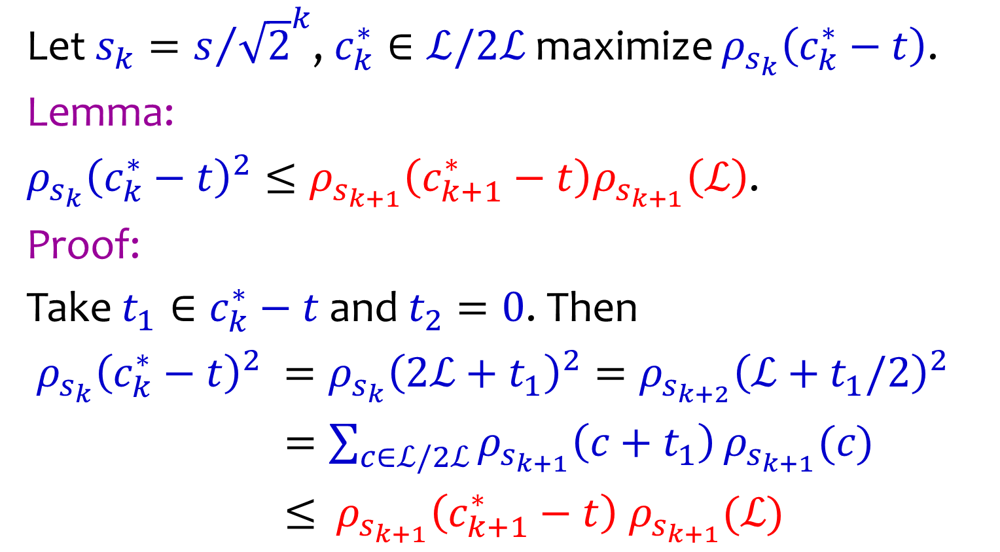 Let $s_k = s/\sqrt{2}^k$, $c_k^* \in \mathcal{L}/2\mathcal{L}$ maximize $\rho_{s_k}(c_k^* - t)$.
Lemma:
$\rho_{s_k}(c_k^* - t)^2 \leq \rho_{s_{k+1}}(c_{k+1}^* - t)\rho_{s_{k+1}}(\mathcal{L})$.
Proof:
Take $t_1 \in c_k^* - t$ and $t_2 = 0$. Then
$\rho_{s_k}(c_k^* - t)^2 = \rho_{s_k}(2\mathcal{L} + t_1)^2 = \rho_{s_{k+2}}(\mathcal{L} + t_1/2)^2$
$= \sum_{c \in \mathcal{L}/2\mathcal{L}} \rho_{s_{k+1}}(c + t_1) \rho_{s_{k+1}}(c)$
$\leq \rho_{s_{k+1}}(c_{k+1}^* - t) \rho_{s_{k+1}}(\mathcal{L})$